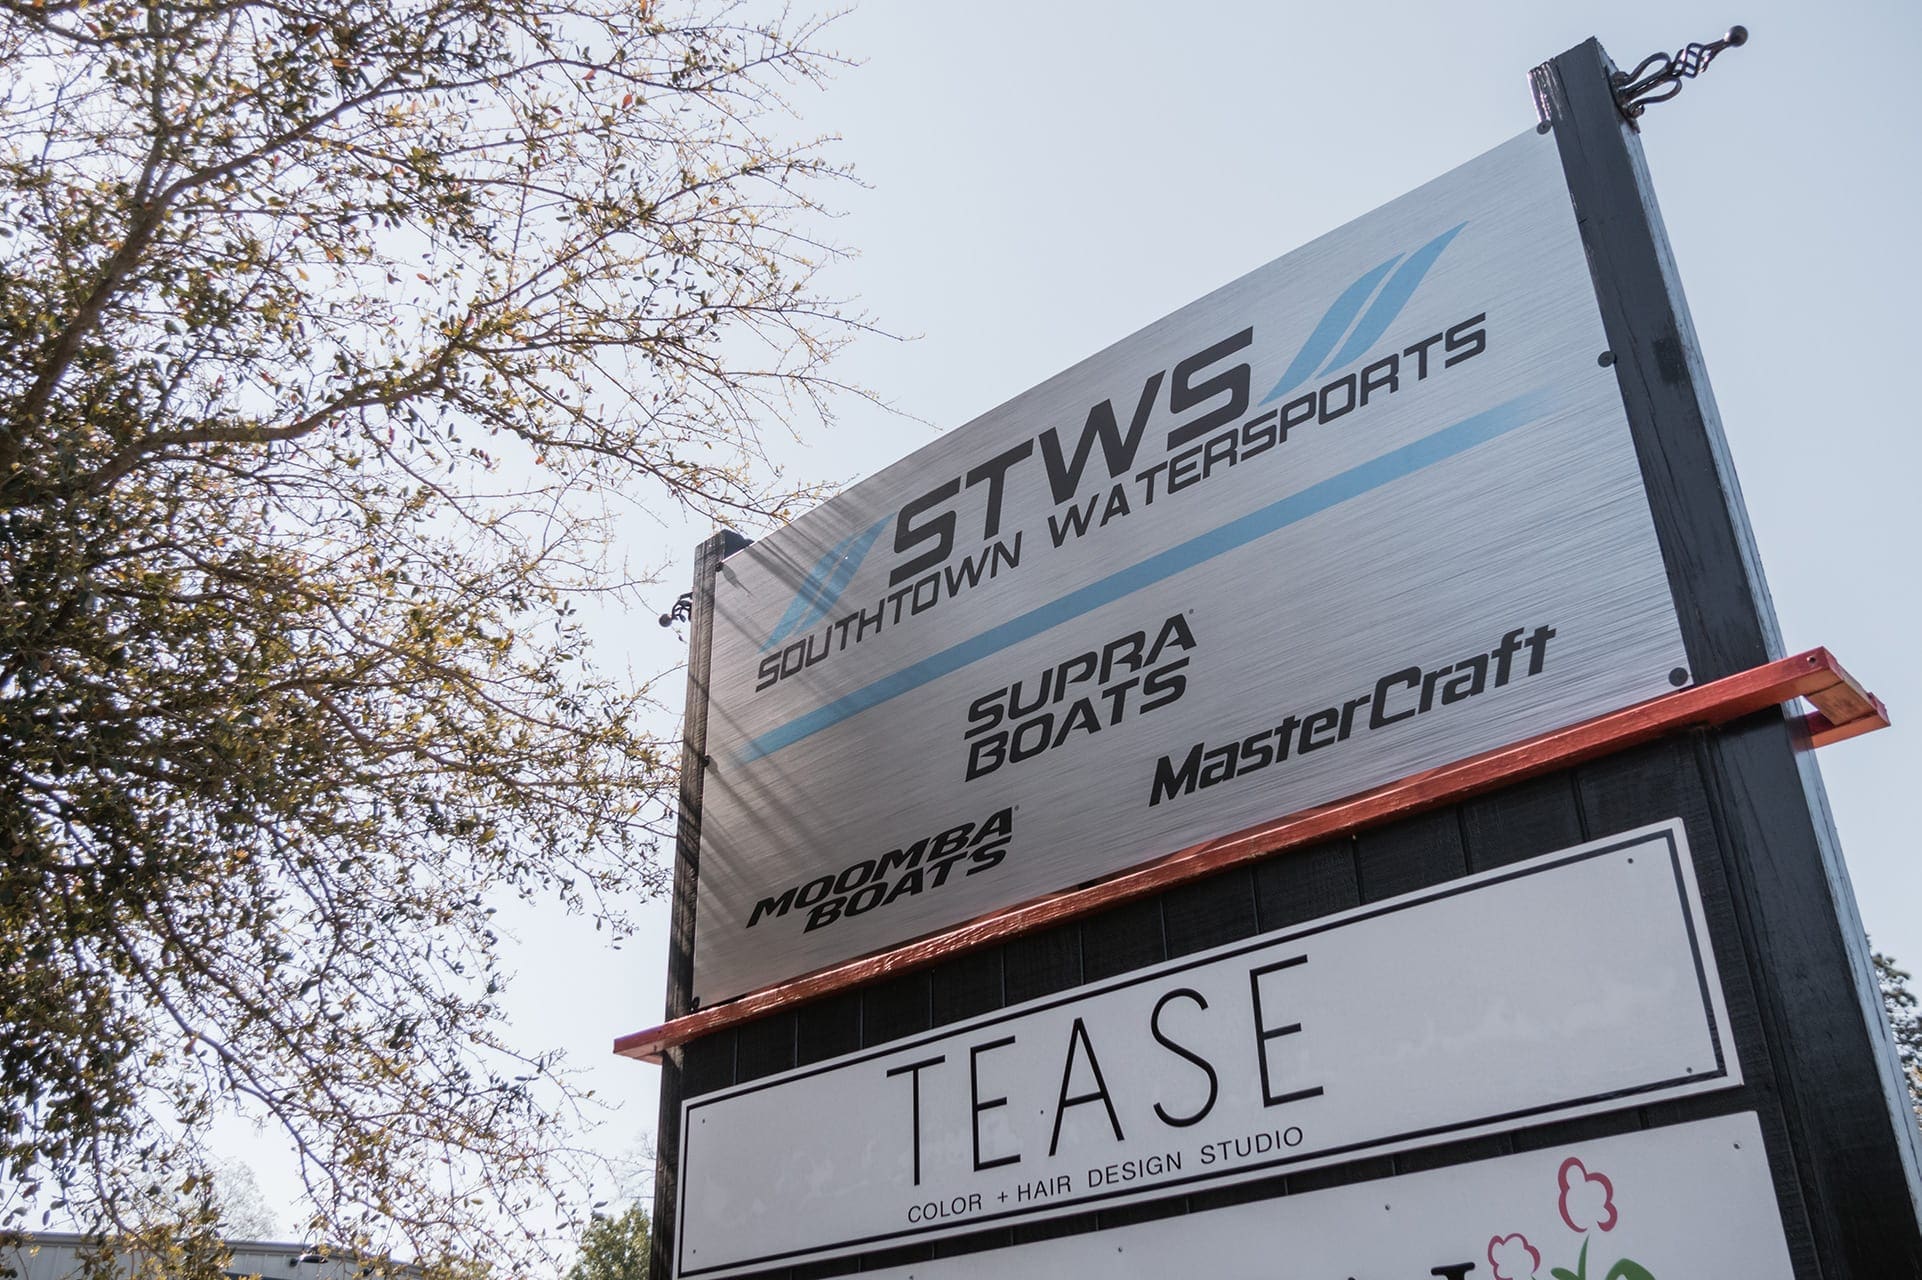 STWS
SOUTHTOWN WATERSPORTS
SUPRA
BOATS
MasterCraft
MOOMBA
BOATS
TEASE
COLOR + HAIR DESIGN STUDIO